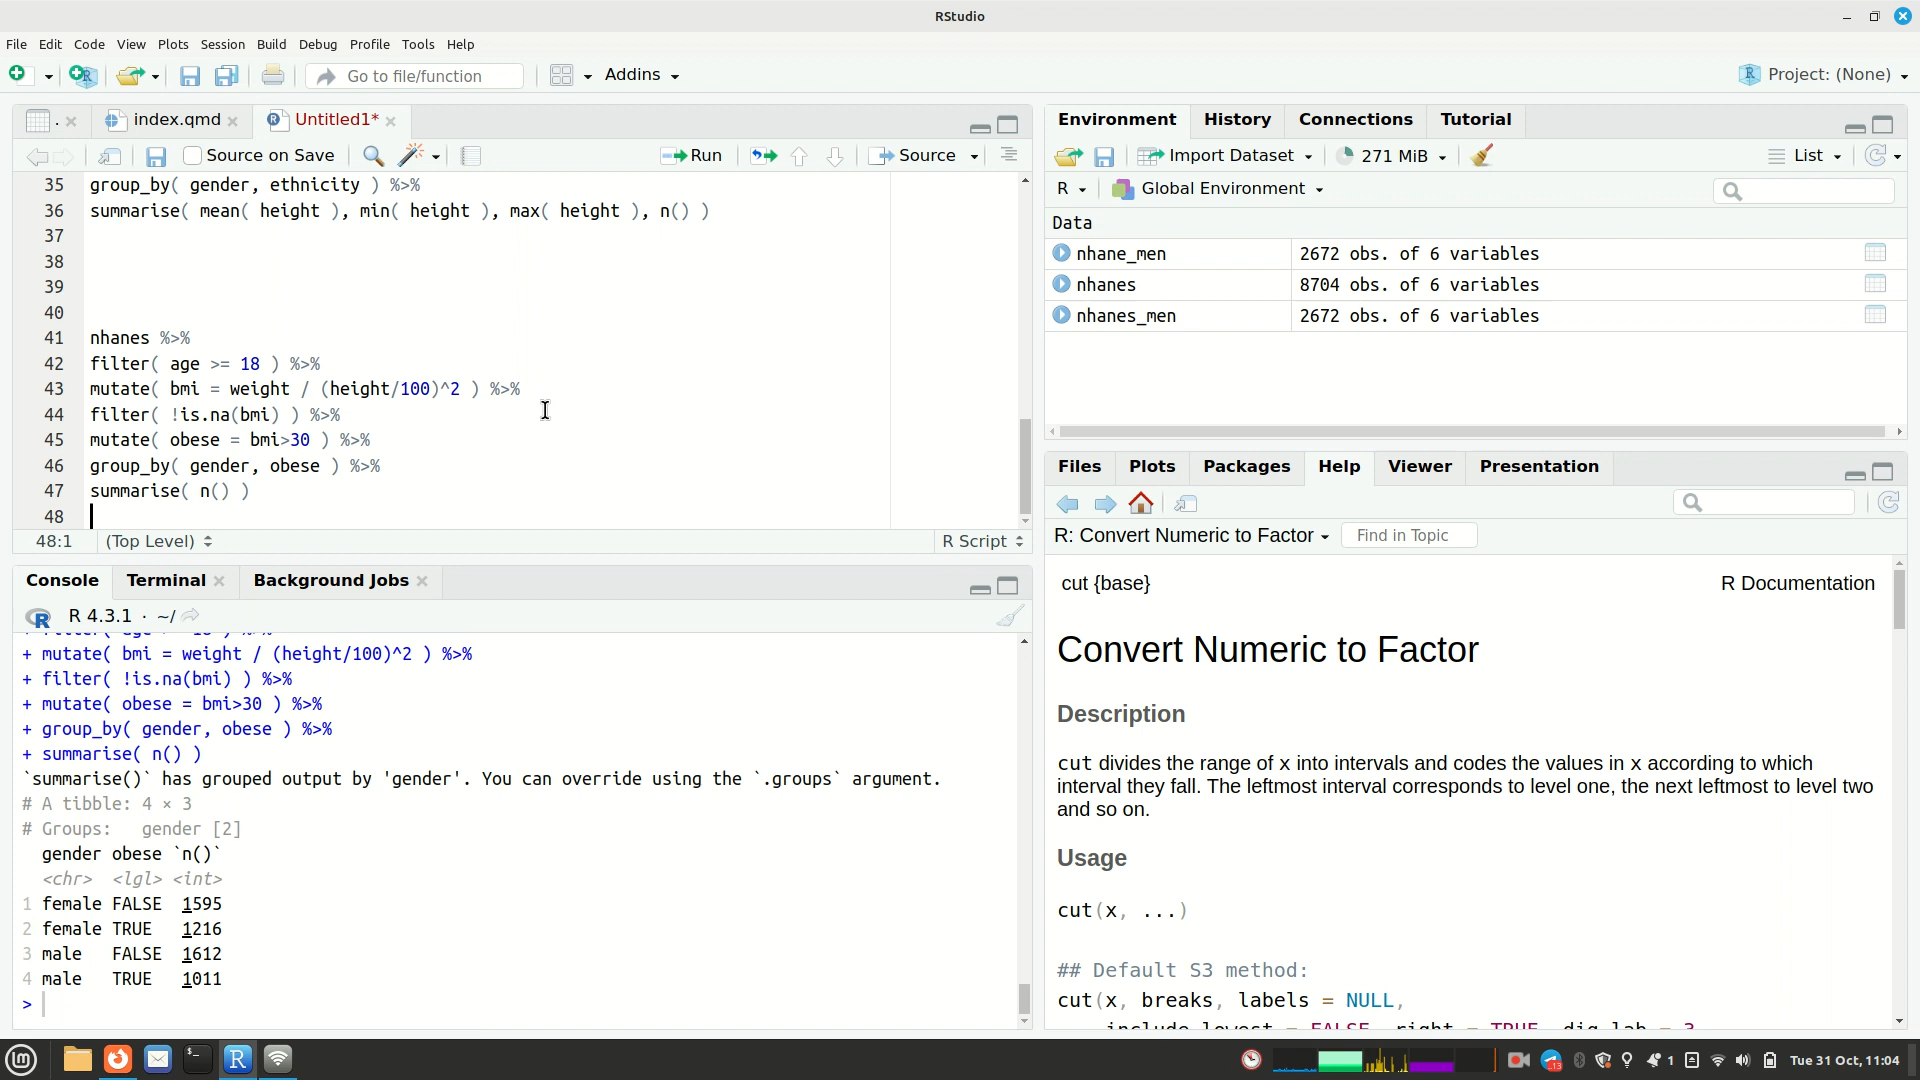 RStudio
File Edit Code View Plots Session Build Debug Profile Tools Help
Go to file/function Addins Project: (None)
. index.qmd Untitled1*
Source on Save Run Source
35 group_by( gender, ethnicity ) %>%
36 summarise( mean( height ), min( height ), max( height ), n() )
37
38
39
40
41 nhanes %>%
42 filter( age >= 18 ) %>%
43 mutate( bmi = weight / (height/100)^2 ) %>%
44 filter( !is.na(bmi) ) %>%
45 mutate( obese = bmi>30 ) %>%
46 group_by( gender, obese ) %>%
47 summarise( n() )
48
48:1 (Top Level) R Script
Console Terminal Background Jobs
R 4.3.1 · ~/
+ mutate( bmi = weight / (height/100)^2 ) %>%
+ filter( !is.na(bmi) ) %>%
+ mutate( obese = bmi>30 ) %>%
+ group_by( gender, obese ) %>%
+ summarise( n() )
`summarise()` has grouped output by 'gender'. You can override using the `.groups` argument.
# A tibble: 4 × 3
# Groups:   gender [2]
gender obese `n()`
<chr> <lgl> <int>
1 female FALSE 1595
2 female TRUE 1216
3 male FALSE 1612
4 male TRUE 1011
>
Environment History Connections Tutorial
Import Dataset 271 MiB List
R Global Environment
Data
nhane_men 2672 obs. of 6 variables
nhanes 8704 obs. of 6 variables
nhanes_men 2672 obs. of 6 variables
Files Plots Packages Help Viewer Presentation
R: Convert Numeric to Factor Find in Topic
cut {base} R Documentation
Convert Numeric to Factor
Description
cut divides the range of x into intervals and codes the values in x according to which
interval they fall. The leftmost interval corresponds to level one, the next leftmost to level two
and so on.
Usage
cut(x, ...)
## Default S3 method:
cut(x, breaks, labels = NULL,
include.lowest = FALSE, right = TRUE, dig.lab = 3,
13 1 Tue 31 Oct, 11:04